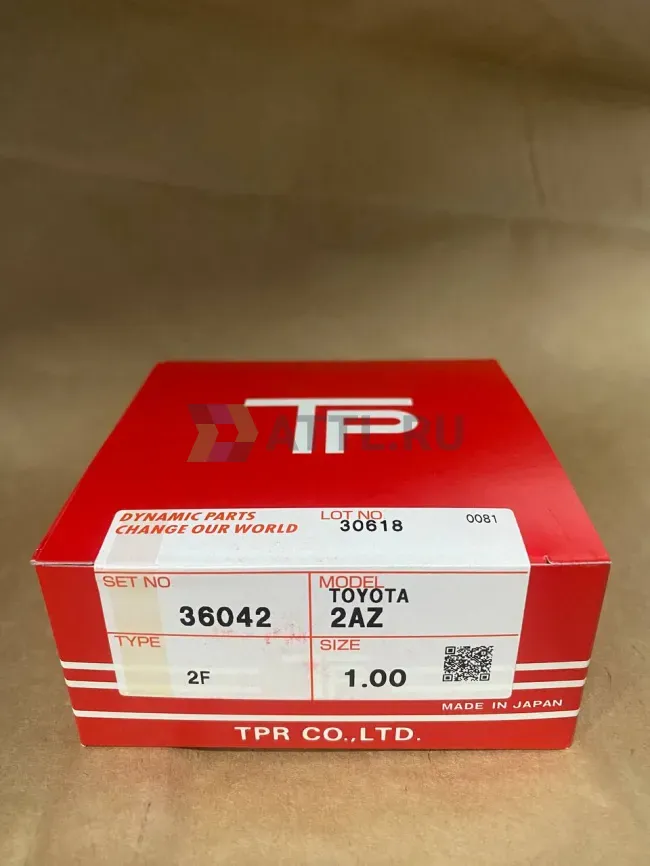 TP
ATTL.RU
DYNAMIC PARTS
CHANGE OUR WORLD
LOT NO
30618
0081
SET NO
36042
MODEL
TOYOTA
2AZ
TYPE
2F
SIZE
1.00
MADE IN JAPAN
TPR CO.,LTD.